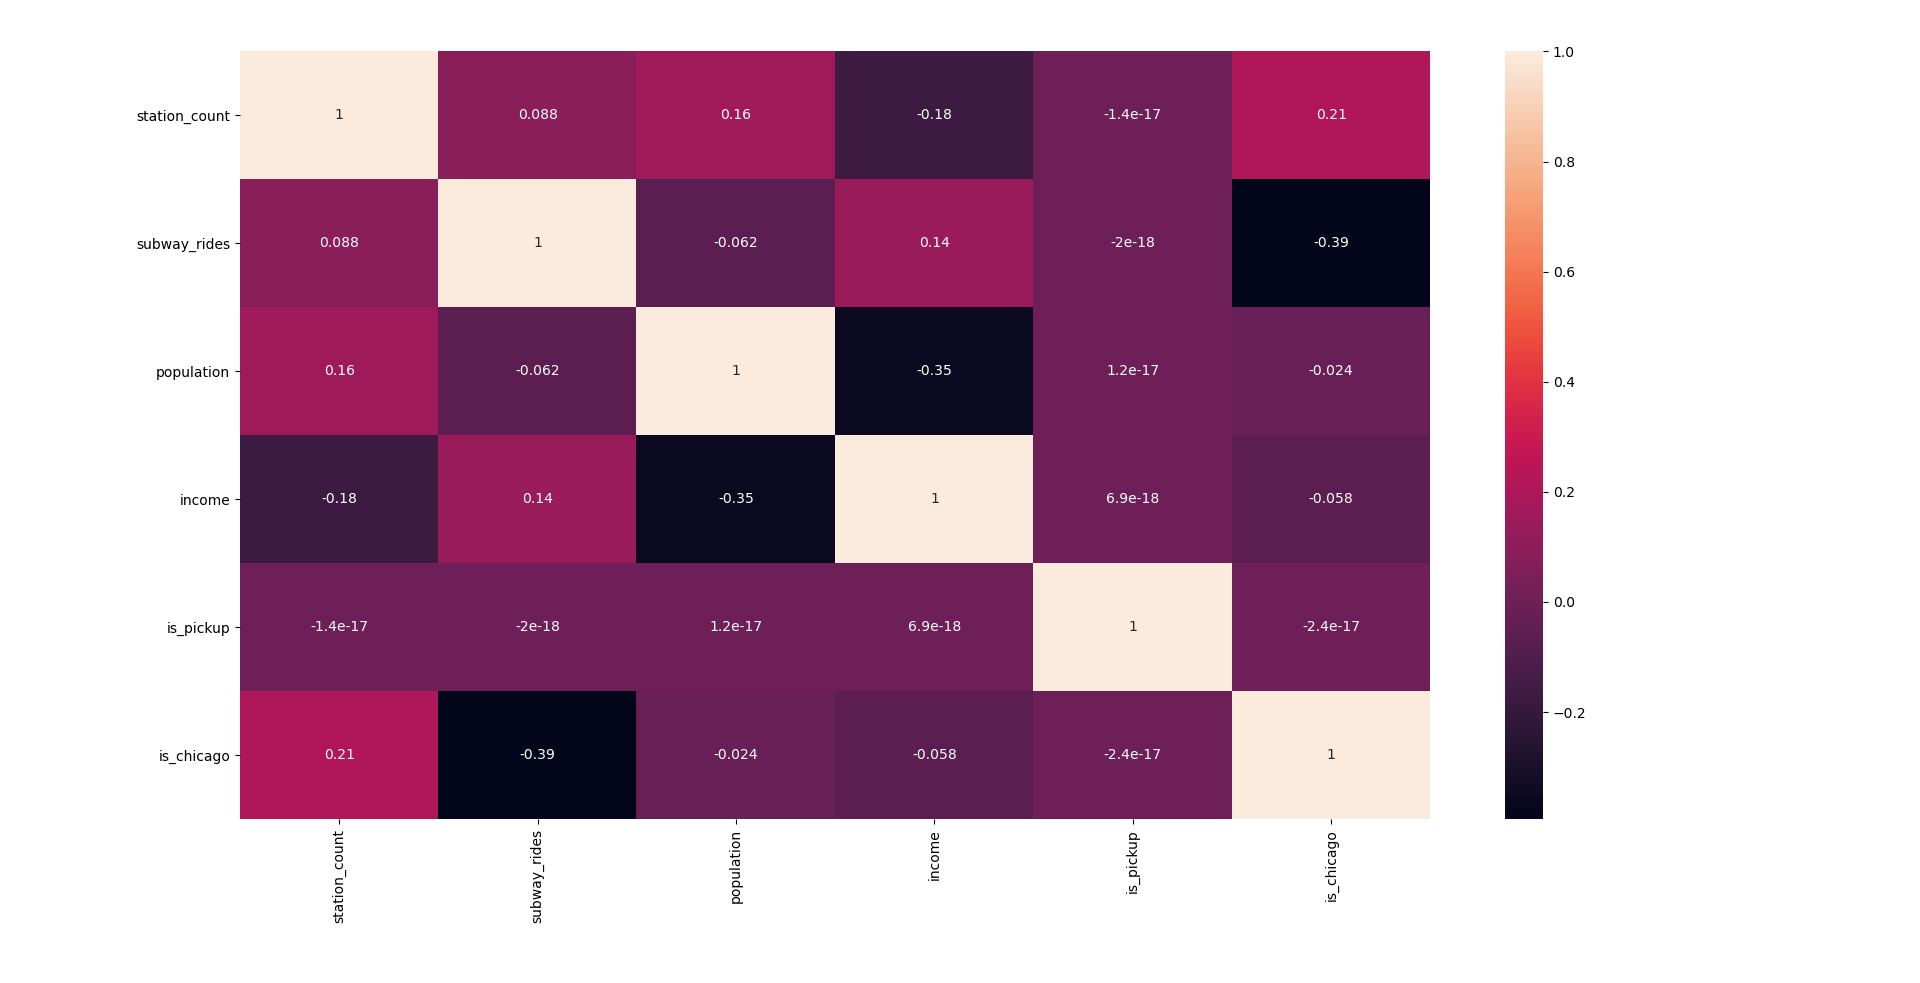 1.0
station_count 1 0.088 0.16 -0.18 -1.4e-17 0.21
0.8
subway_rides 0.088 1 -0.062 0.14 -2e-18 -0.39
0.6
population 0.16 -0.062 1 -0.35 1.2e-17 -0.024
0.4
0.2
income -0.18 0.14 -0.35 1 6.9e-18 -0.058
0.0
is_pickup -1.4e-17 -2e-18 1.2e-17 6.9e-18 1 -2.4e-17
−0.2
is_chicago 0.21 -0.39 -0.024 -0.058 -2.4e-17 1
station_count
subway_rides
population
income
is_pickup
is_chicago